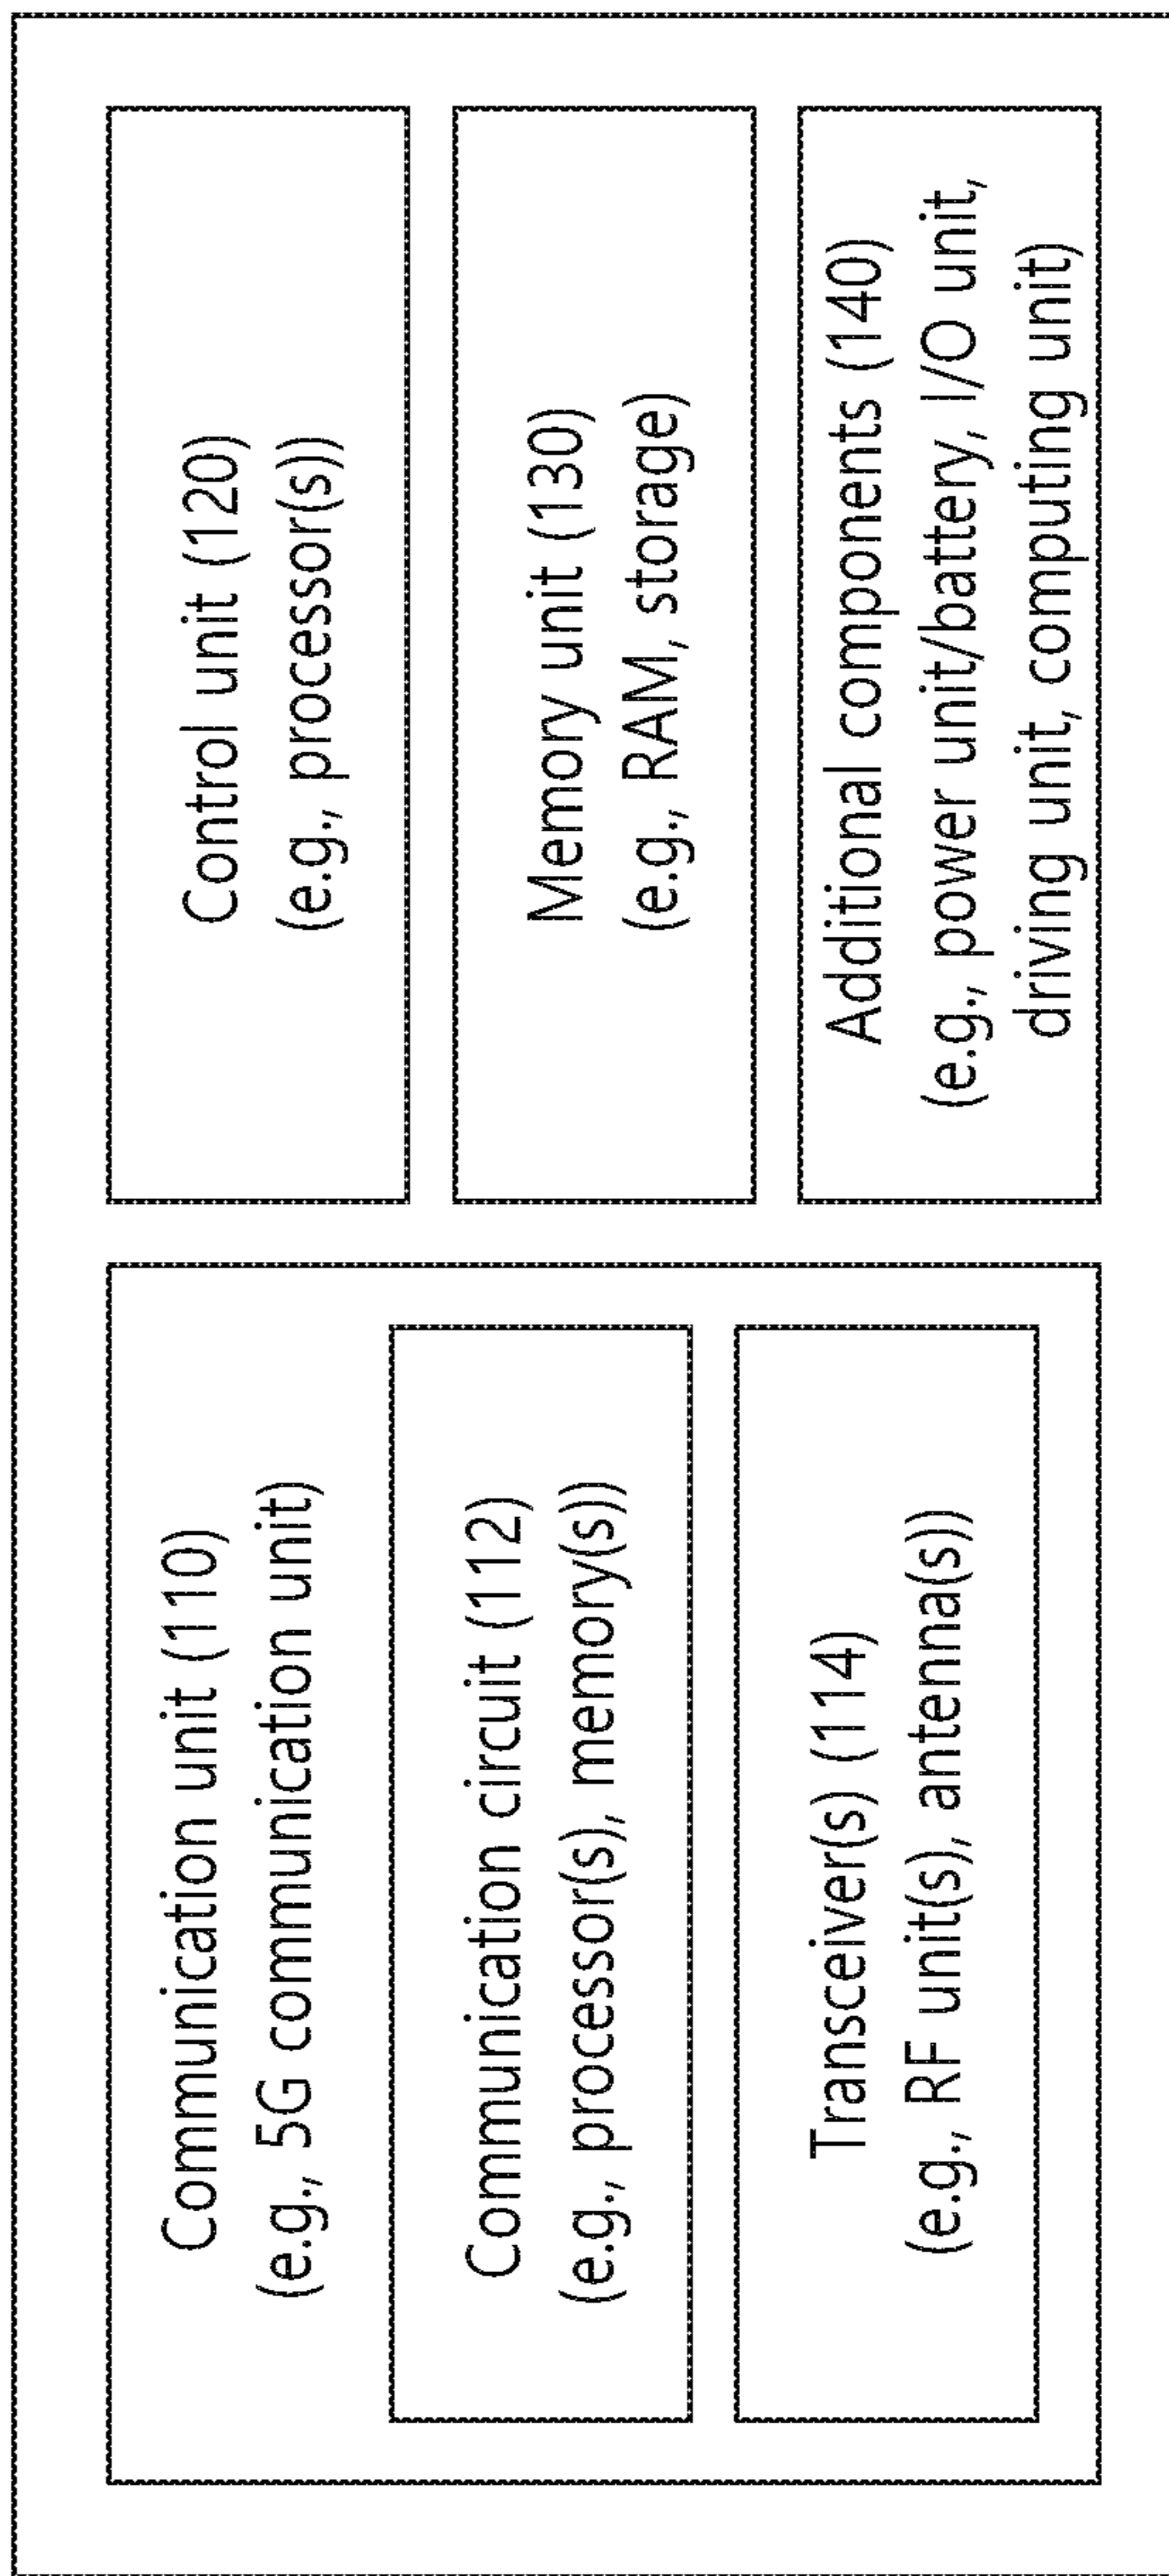 Communication unit (110)
(e.g., 5G communication unit)
Communication circuit (112)
(e.g., processor(s), memory(s))
Transceiver(s) (114)
(e.g., RF unit(s), antenna(s))
Control unit (120)
(e.g., processor(s))
Memory unit (130)
(e.g., RAM, storage)
Additional components (140)
(e.g., power unit/battery, I/O unit,
driving unit, computing unit)